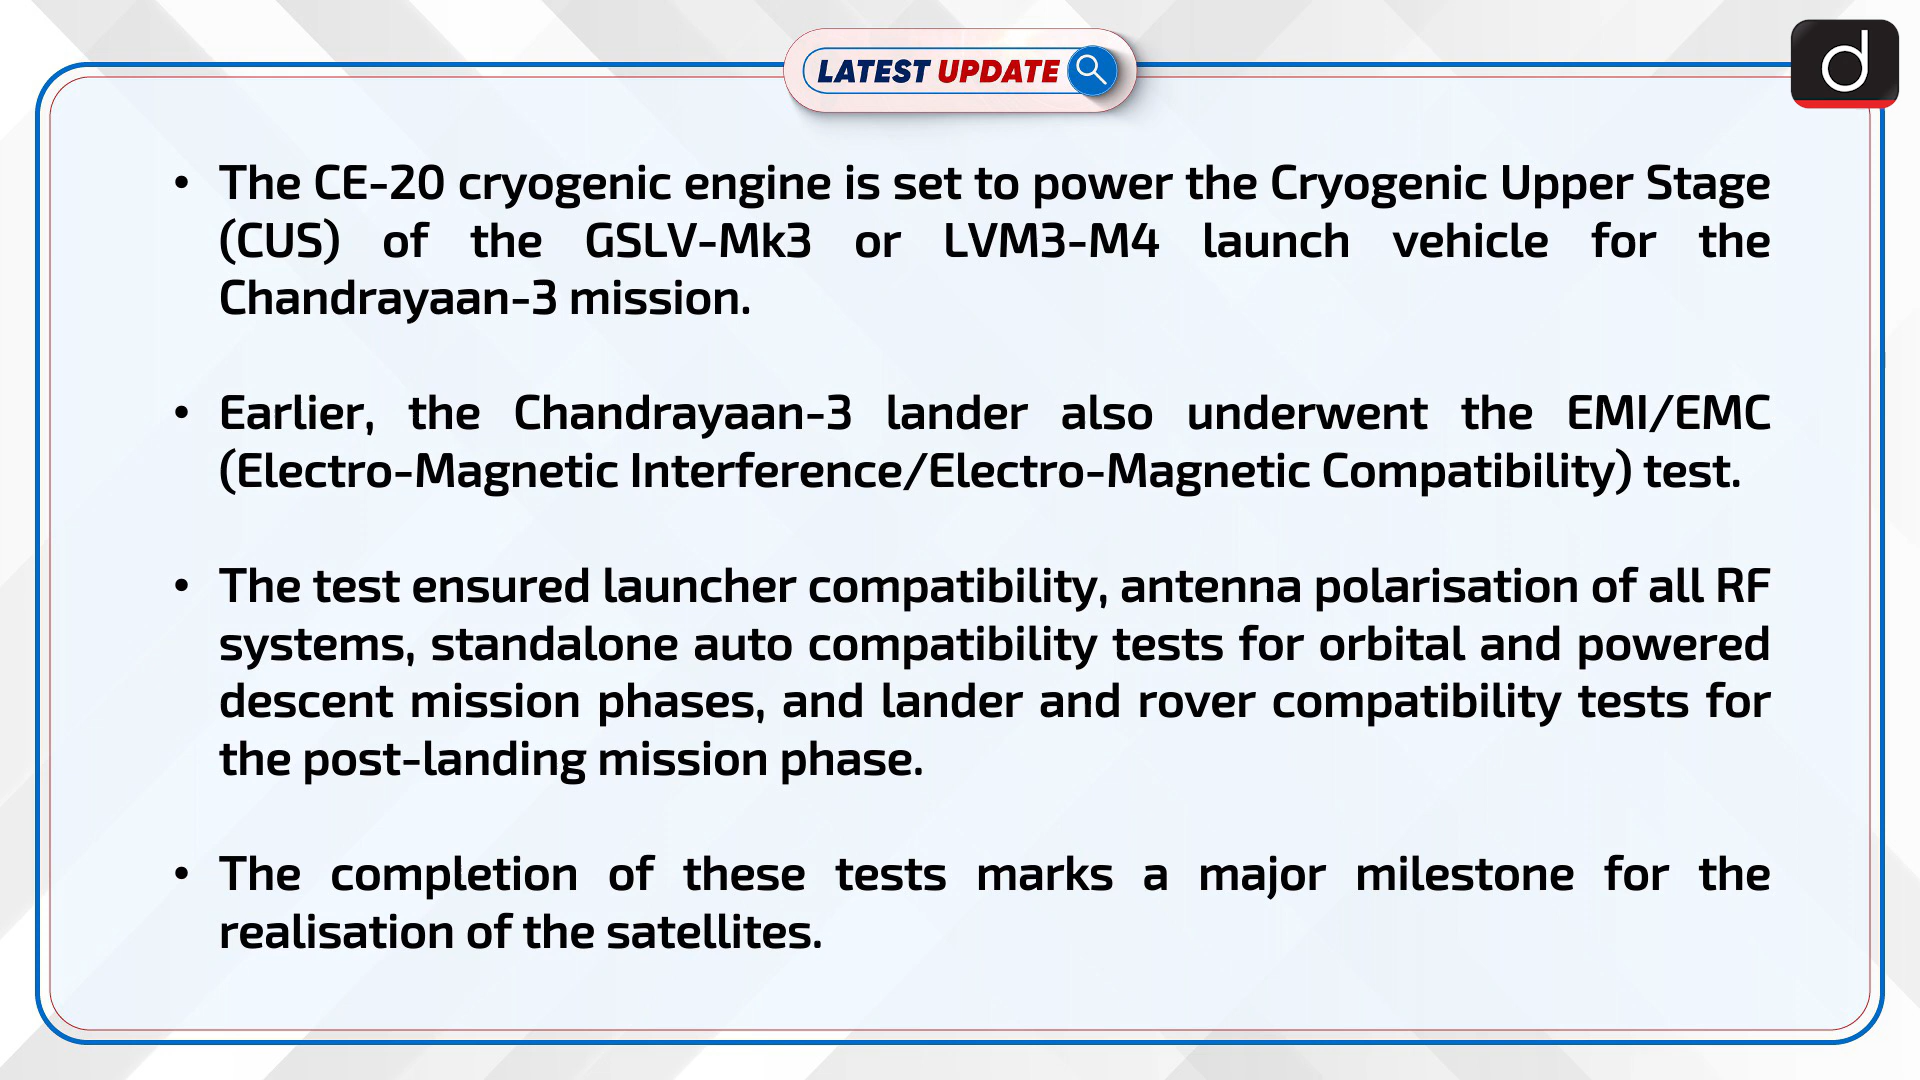 LATEST UPDATE
d
• The CE-20 cryogenic engine is set to power the Cryogenic Upper Stage
(CUS) of the GSLV-Mk3 or LVM3-M4 launch vehicle for the
Chandrayaan-3 mission.
• Earlier, the Chandrayaan-3 lander also underwent the EMI/EMC
(Electro-Magnetic Interference/Electro-Magnetic Compatibility) test.
• The test ensured launcher compatibility, antenna polarisation of all RF
systems, standalone auto compatibility tests for orbital and powered
descent mission phases, and lander and rover compatibility tests for
the post-landing mission phase.
• The completion of these tests marks a major milestone for the
realisation of the satellites.